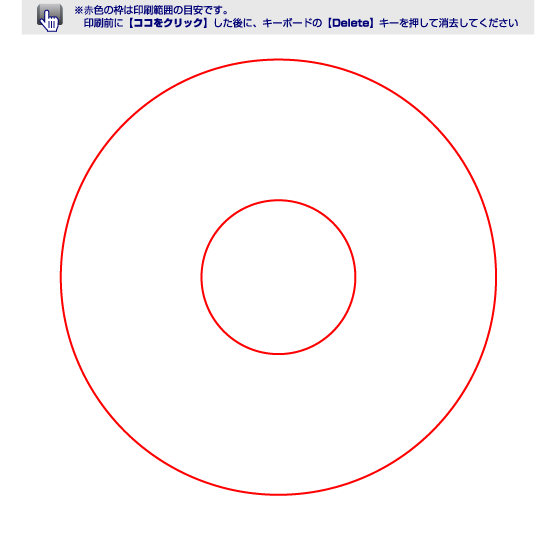 ※赤色の枠は印刷範囲の目安です。
印刷前に【ココをクリック】した後に、キーボードの【Delete】キーを押して消去してください